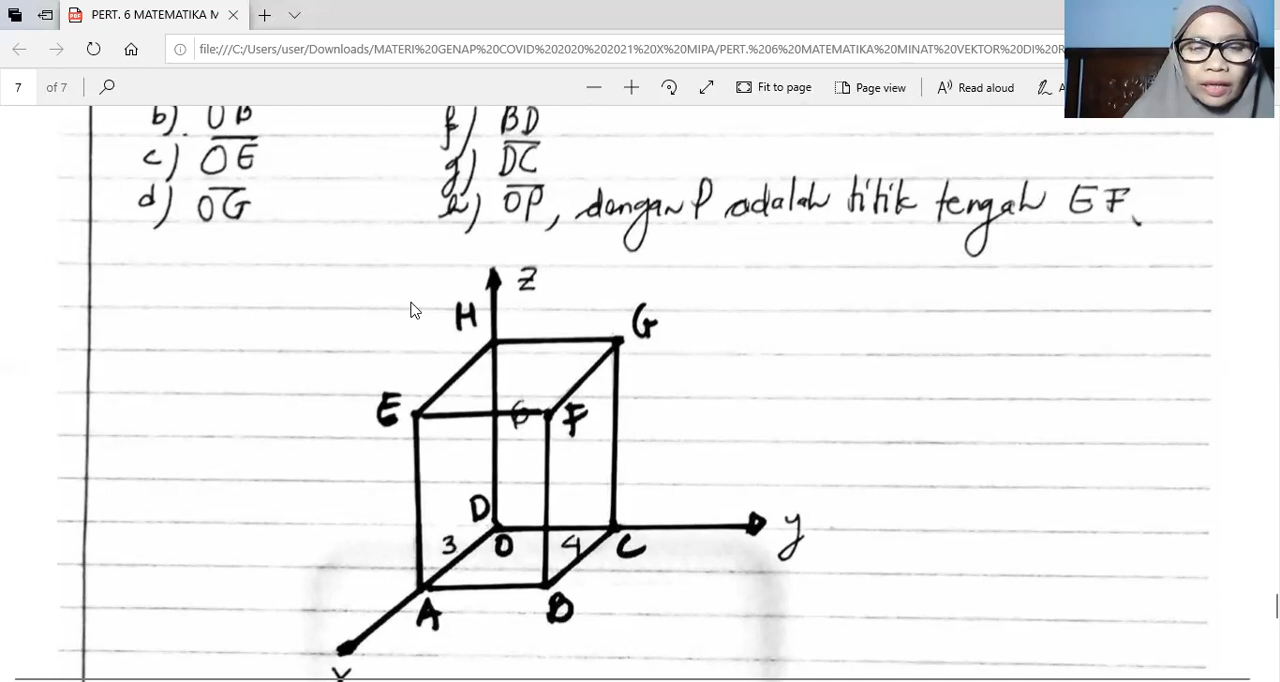 PERT. 6 MATEMATIKA M
file:///C:/Users/user/Downloads/MATERI%20GENAP%20COVID%202020%202021%20X%20MIPA/PERT.%206%20MATEMATIKA%20MINAT%20VEKTOR%20DI%20R
7 of 7 Fit to page Page view Read aloud
b). OB f) BD
c) OE g) DC
d) OG h) OP, dengan P adalah titik tengah EF.
Z
H G
E 6 F
D
3 O 4 C y
A B
X